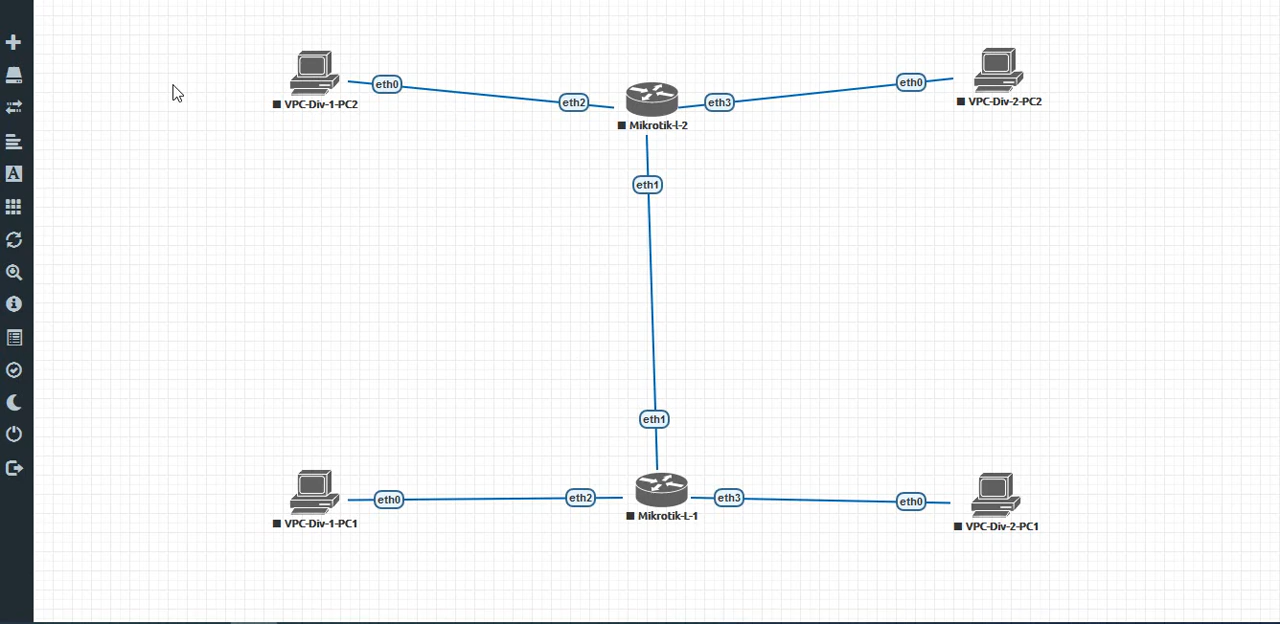 eth0
eth2
eth3
eth0
VPC-Div-1-PC2
Mikrotik-l-2
VPC-Div-2-PC2
eth1
eth1
eth0
eth2
eth3
eth0
VPC-Div-1-PC1
Mikrotik-L-1
VPC-Div-2-PC1